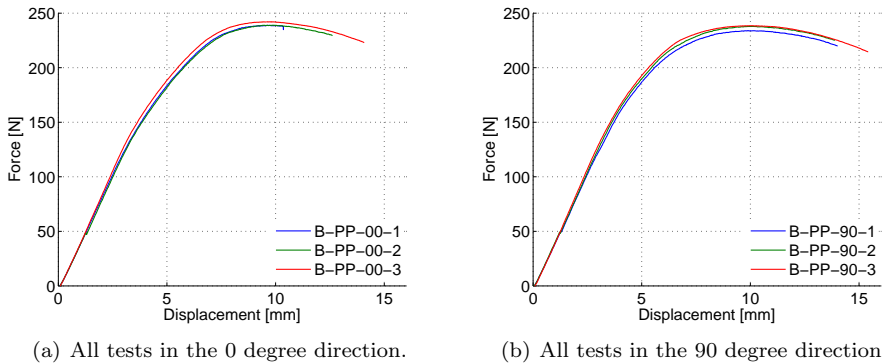 250
200
150
100
50
0
Force [N]
0 5 10 15
Displacement [mm]
B-PP-00-1
B-PP-00-2
B-PP-00-3
(a) All tests in the 0 degree direction.
250
200
150
100
50
0
Force [N]
0 5 10 15
Displacement [mm]
B-PP-90-1
B-PP-90-2
B-PP-90-3
(b) All tests in the 90 degree direction